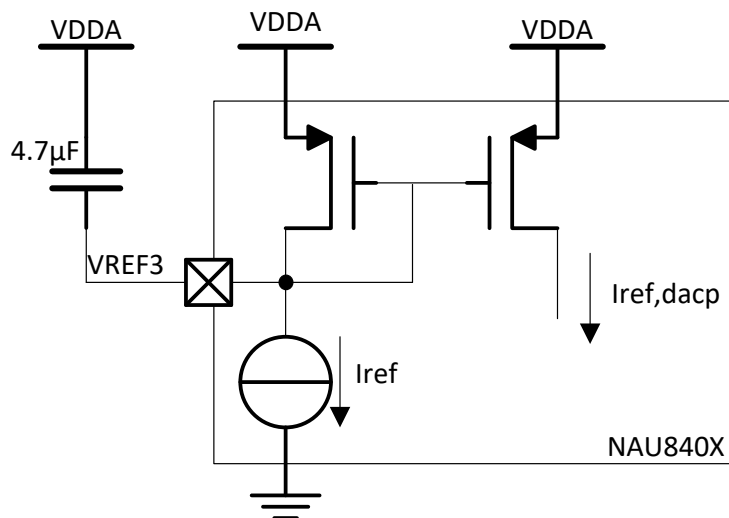 VDDA
VDDA
VDDA
4.7µF
VREF3
Iref,dacp
Iref
NAU840X